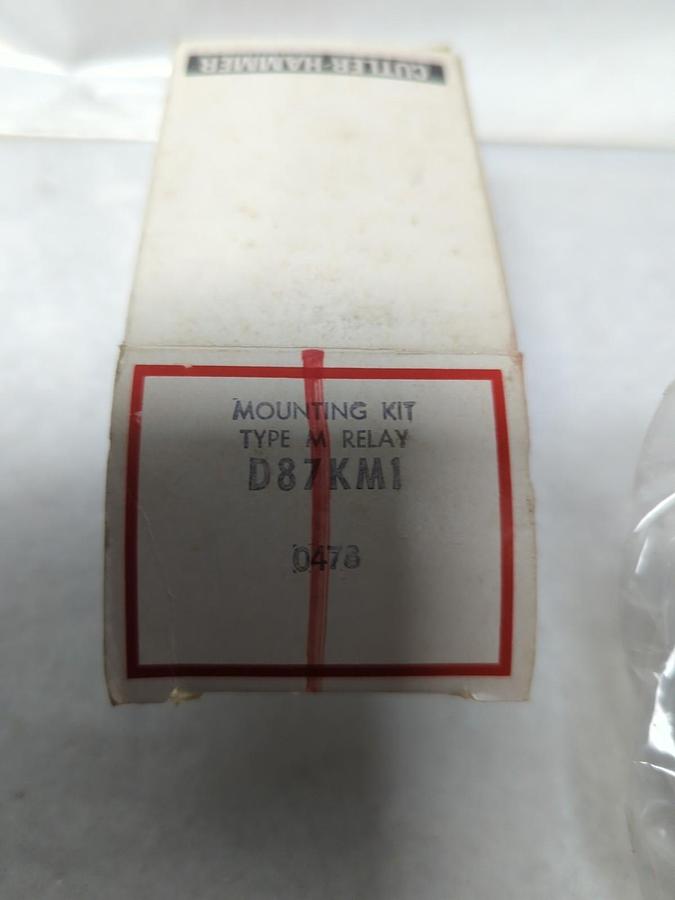 CUTLER-HAMMER
MOUNTING KIT
TYPE M RELAY
D87KM1
0478